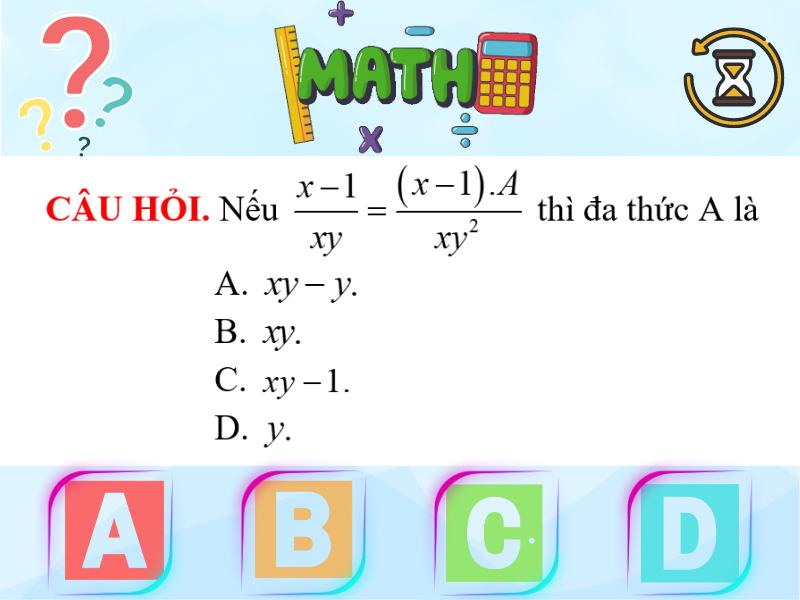 MATH
CÂU HỎI. Nếu \frac{x-1}{xy} = \frac{(x-1).A}{xy^2} thì đa thức A là
A. xy – y.
B. xy.
C. xy – 1.
D. y.
A B C D